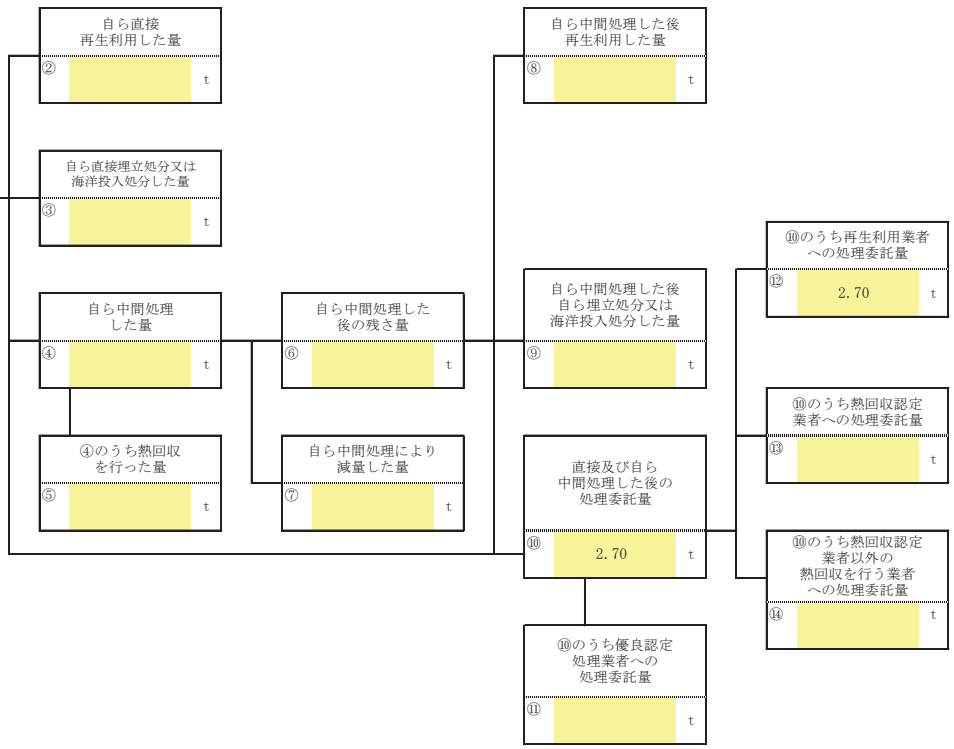 自ら直接
再生利用した量
②
t
自ら直接埋立処分又は
海洋投入処分した量
③
t
自ら中間処理
した量
④
t
④のうち熱回収
を行った量
⑤
t
自ら中間処理した
後の残さ量
⑥
t
自ら中間処理により
減量した量
⑦
t
自ら中間処理した後
再生利用した量
⑧
t
自ら中間処理した後
自ら埋立処分又は
海洋投入処分した量
⑨
t
直接及び自ら
中間処理した後の
処理委託量
⑩ 2.70 t
⑩のうち優良認定
処理業者への
処理委託量
⑪
t
⑩のうち再生利用業者
への処理委託量
⑫ 2.70 t
⑩のうち熱回収認定
業者への処理委託量
⑬
t
⑩のうち熱回収認定
業者以外の
熱回収を行う業者
への処理委託量
⑭
t